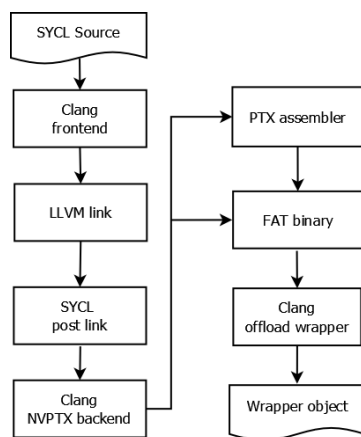 SYCL Source
Clang
frontend
LLVM link
SYCL
post link
Clang
NVPTX backend
PTX assembler
FAT binary
Clang
offload wrapper
Wrapper object